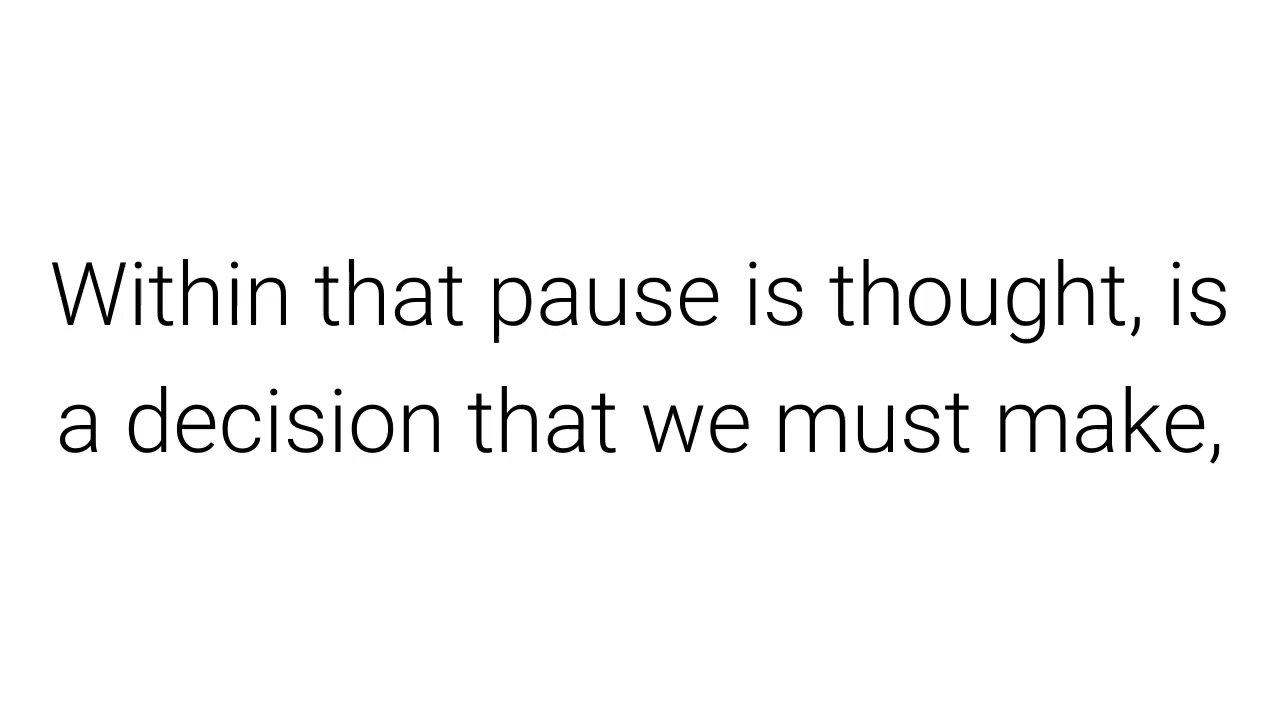 Within that pause is thought, is
a decision that we must make,